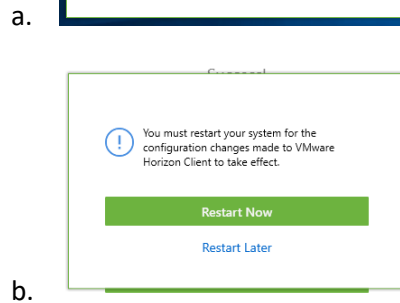 a.
You must restart your system for the
configuration changes made to VMware
Horizon Client to take effect.
Restart Now
Restart Later
b.